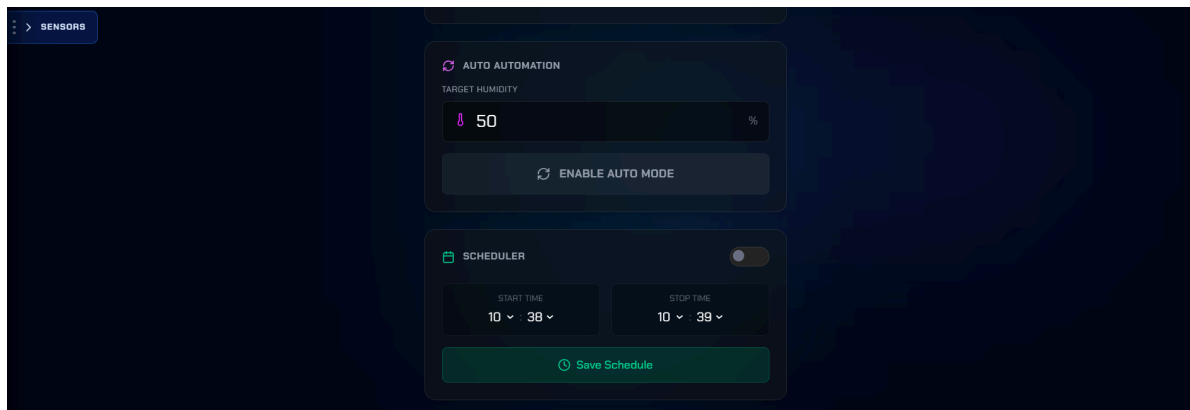 SENSORS
AUTO AUTOMATION
TARGET HUMIDITY
50 %
ENABLE AUTO MODE
SCHEDULER
START TIME STOP TIME
10 : 38 10 : 39
Save Schedule